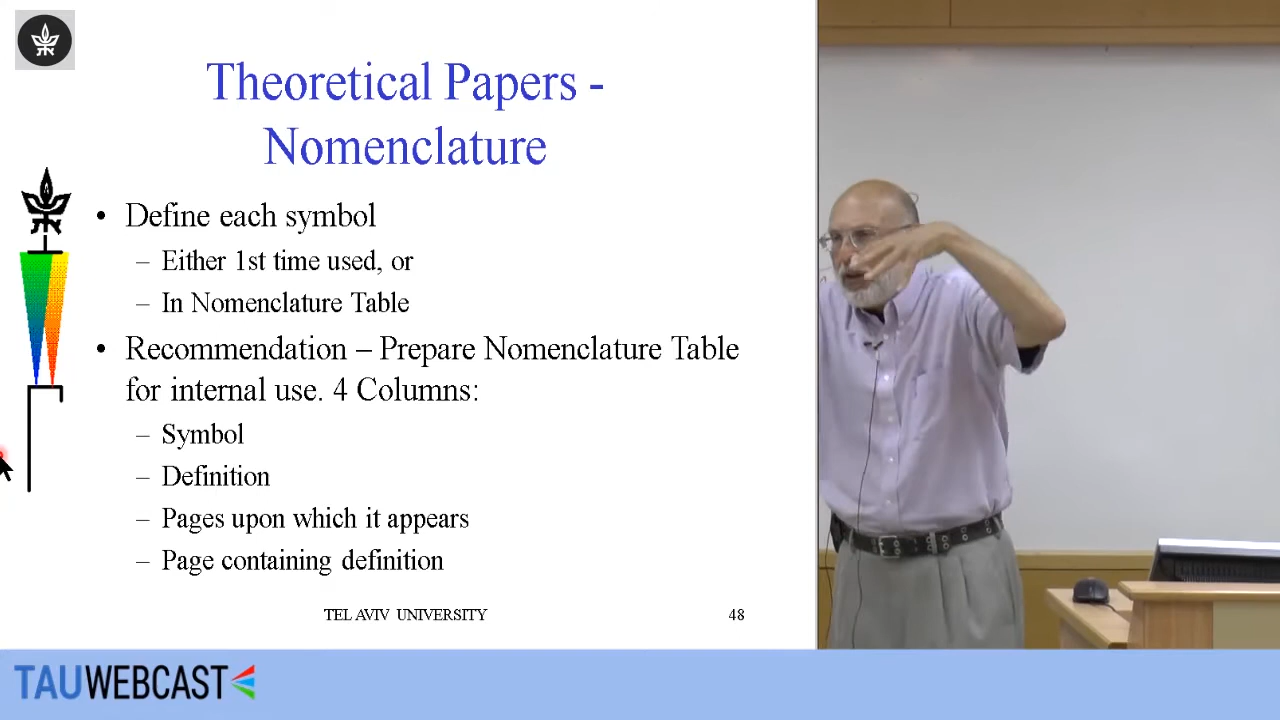 Theoretical Papers -
Nomenclature
• Define each symbol
– Either 1st time used, or
– In Nomenclature Table
• Recommendation – Prepare Nomenclature Table
for internal use. 4 Columns:
– Symbol
– Definition
– Pages upon which it appears
– Page containing definition
TEL AVIV UNIVERSITY
48
TAUWEBCAST